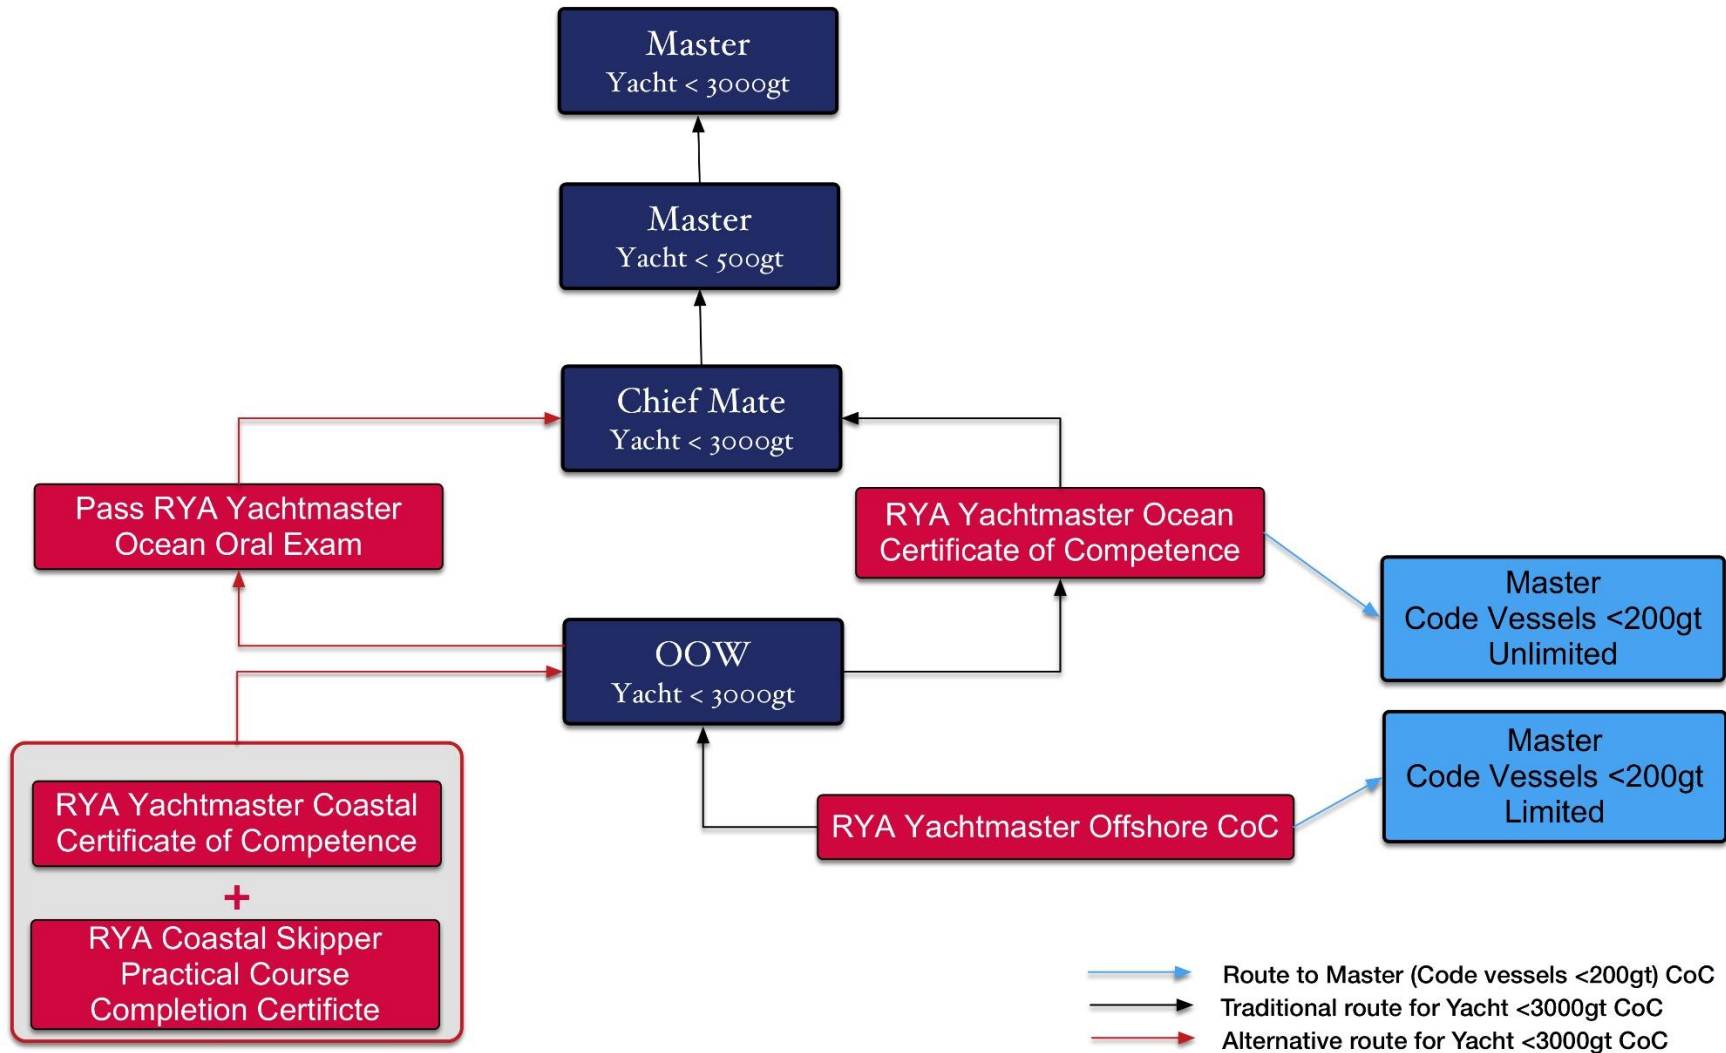 Master
Yacht < 3000gt
Master
Yacht < 500gt
Chief Mate
Yacht < 3000gt
Pass RYA Yachtmaster
Ocean Oral Exam
RYA Yachtmaster Ocean
Certificate of Competence
Master
Code Vessels <200gt
Unlimited
OOW
Yacht < 3000gt
Master
Code Vessels <200gt
Limited
RYA Yachtmaster Coastal
Certificate of Competence
RYA Yachtmaster Offshore CoC
+
RYA Coastal Skipper
Practical Course
Completion Certificte
Route to Master (Code vessels <200gt) CoC
Traditional route for Yacht <3000gt CoC
Alternative route for Yacht <3000gt CoC